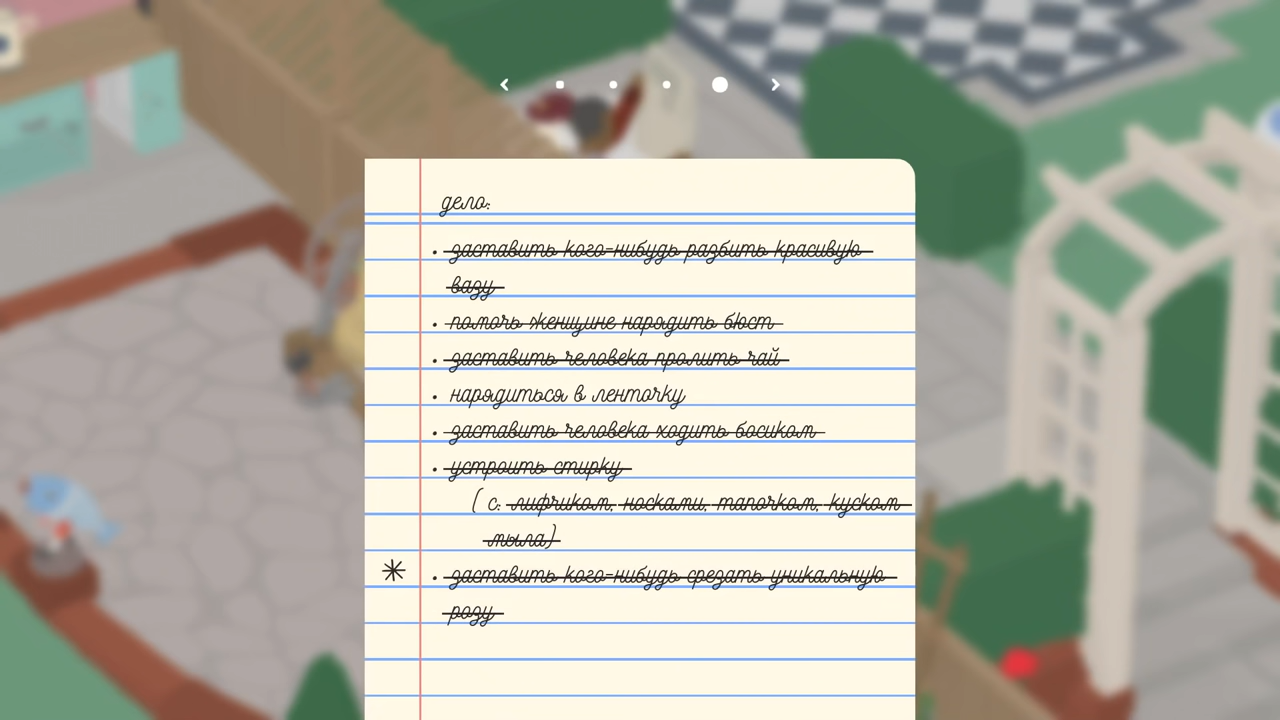 дело:
• заставить кого-нибудь разбить красивую
вазу
• помочь женщине нарядить бюст
• заставить человека пролить чай
• нарядиться в ленточку
• заставить человека ходить босиком
• устроить стирку
( с: лифчиком, носками, тапочком, куском
мыла)
• заставить кого-нибудь срезать уникальную
розу